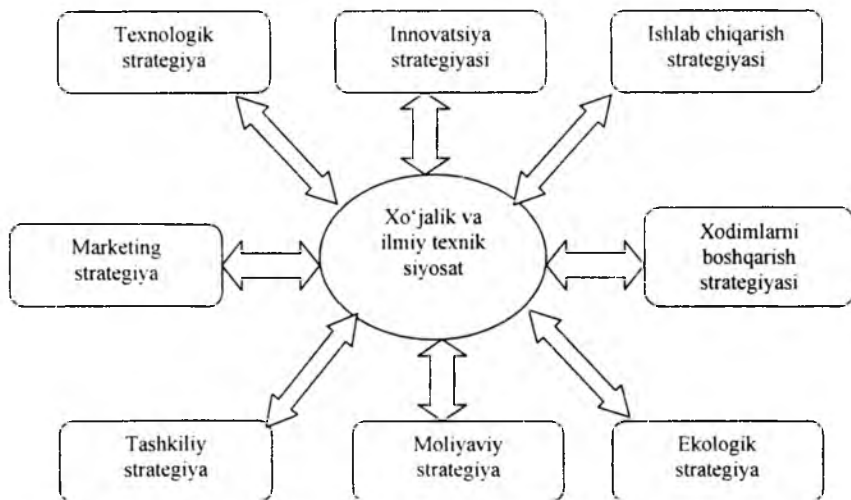 Texnologik
strategiya
Innovatsiya
strategiyasi
Ishlab chiqarish
strategiyasi
Marketing
strategiya
Xo‘jalik va
ilmiy texnik
siyosat
Xodimlarni
boshqarish
strategiyasi
Tashkiliy
strategiya
Moliyaviy
strategiya
Ekologik
strategiya